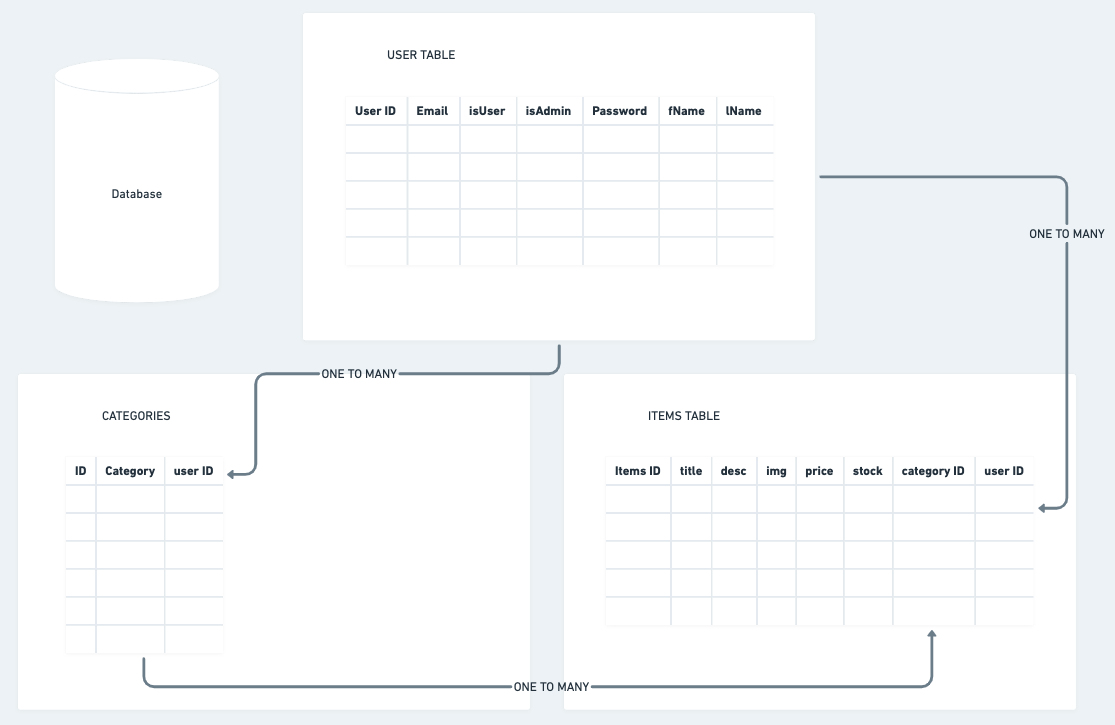 USER TABLE
User ID Email isUser isAdmin Password fName lName
Database
ONE TO MANY
ONE TO MANY
CATEGORIES
ID Category user ID
ITEMS TABLE
Items ID title desc img price stock category ID user ID
ONE TO MANY